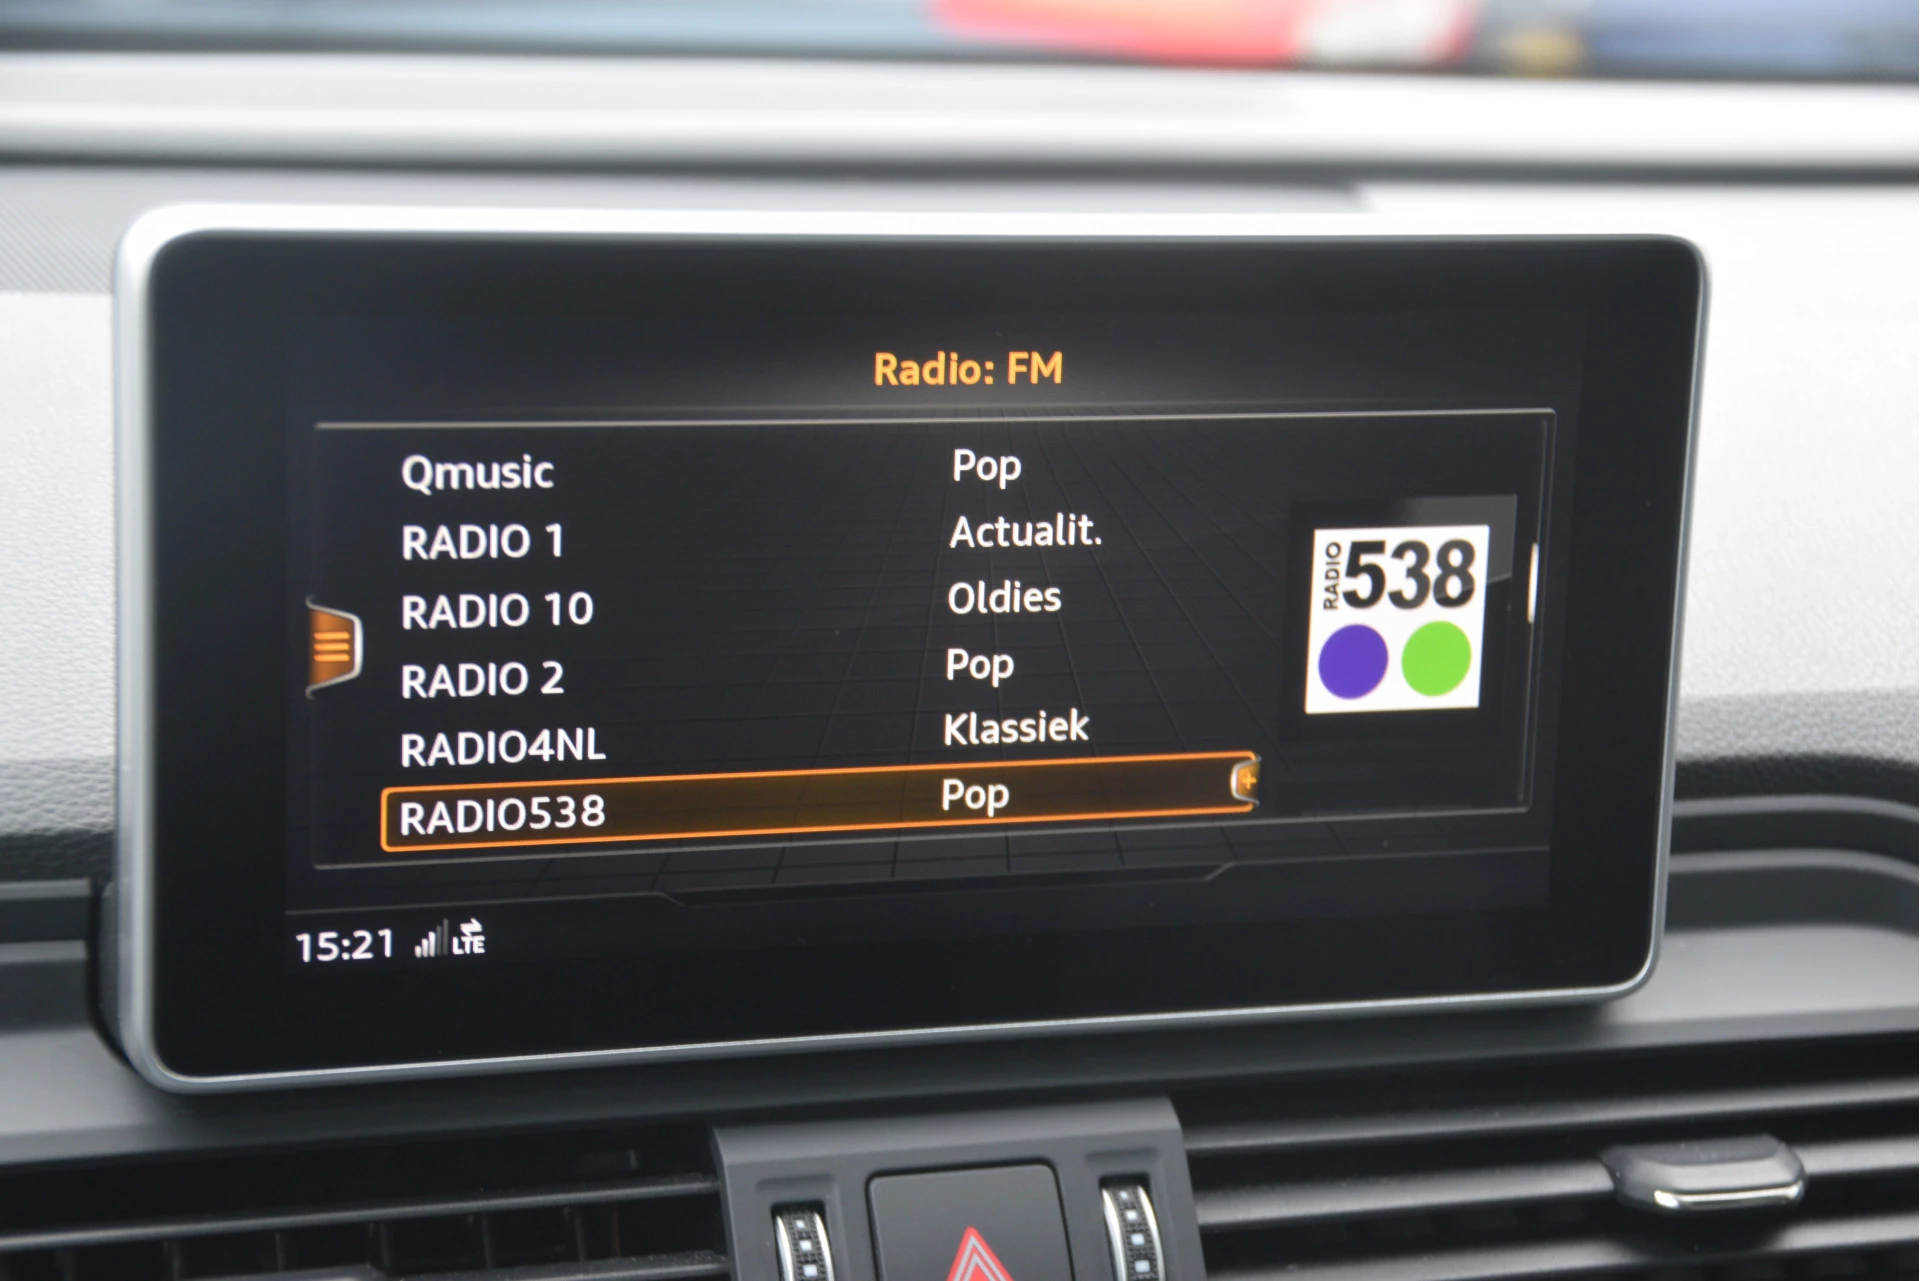 Radio: FM
Qmusic Pop
RADIO 1 Actualit.
RADIO 10 Oldies
RADIO 2 Pop
RADIO4NL Klassiek
RADIO538 Pop
RADIO 538
15:21 LTE